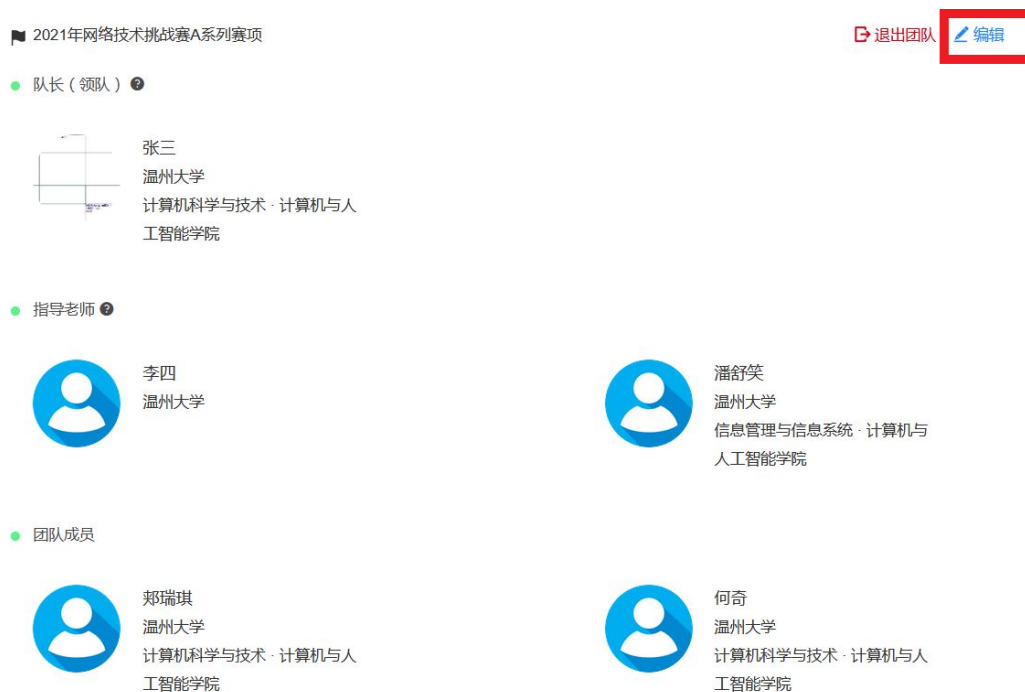 2021年网络技术挑战赛A系列赛项
退出团队 编辑
队长（领队）
张三
温州大学
计算机科学与技术 · 计算机与人
工智能学院
指导老师
李四
温州大学
潘舒笑
温州大学
信息管理与信息系统 · 计算机与
人工智能学院
团队成员
郏瑞琪
温州大学
计算机科学与技术 · 计算机与人
工智能学院
何奇
温州大学
计算机科学与技术 · 计算机与人
工智能学院